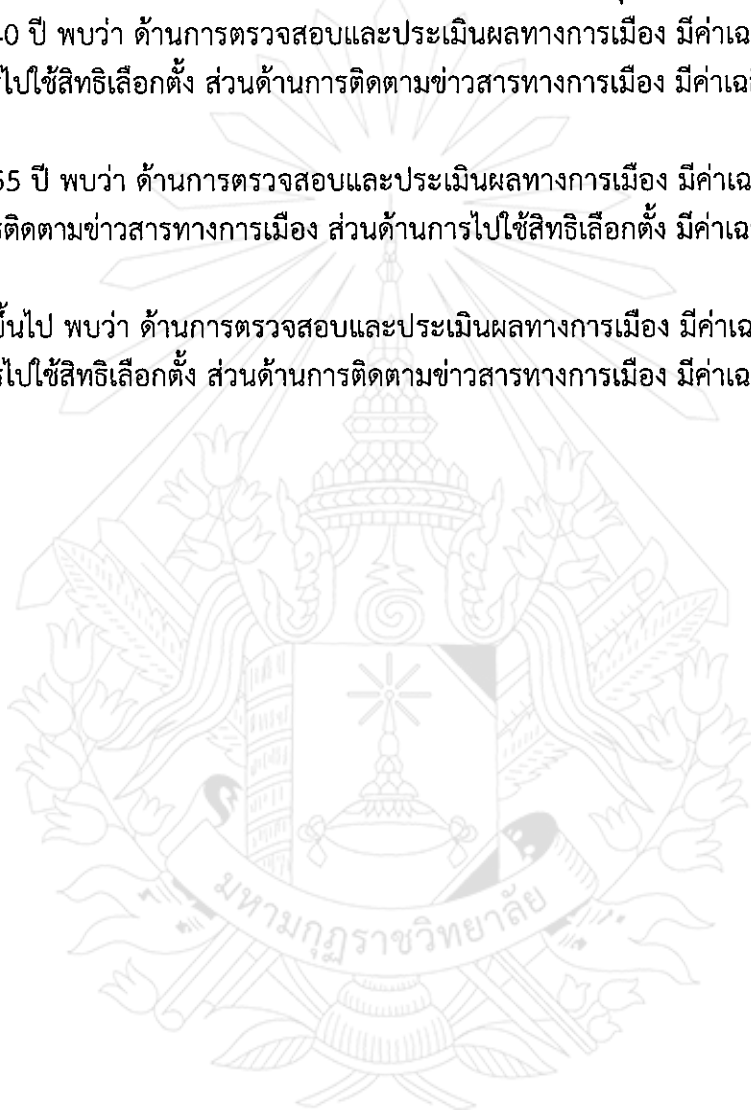 40 ปี พบว่า ด้านการตรวจสอบและประเมินผลทางการเมือง มีค่าเฉ
ไปใช้สิทธิเลือกตั้ง ส่วนด้านการติดตามข่าวสารทางการเมือง มีค่าเฉ
55 ปี พบว่า ด้านการตรวจสอบและประเมินผลทางการเมือง มีค่าเฉ
รติดตามข่าวสารทางการเมือง ส่วนด้านการไปใช้สิทธิเลือกตั้ง มีค่าเฉ
ขึ้นไป พบว่า ด้านการตรวจสอบและประเมินผลทางการเมือง มีค่าเฉ
รไปใช้สิทธิเลือกตั้ง ส่วนด้านการติดตามข่าวสารทางการเมือง มีค่าเฉ
มหามกุฏราชวิทยาลัย